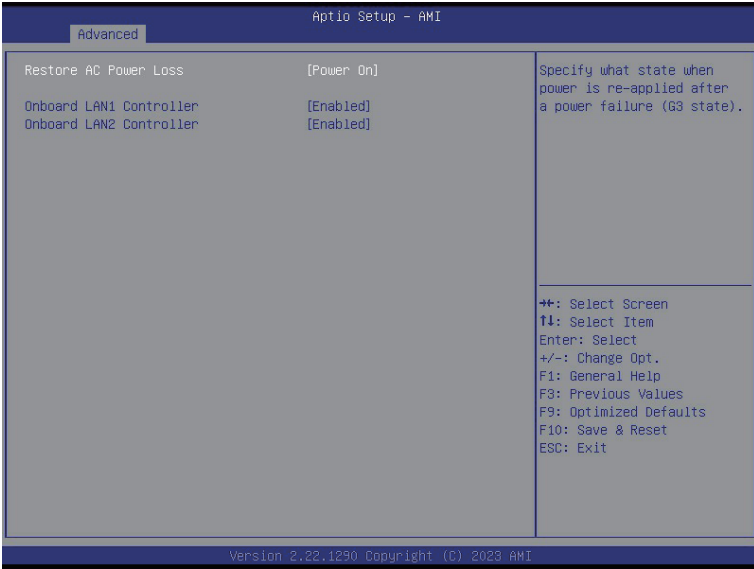 Aptio Setup – AMI
Advanced
Restore AC Power Loss [Power On]
Onboard LAN1 Controller [Enabled]
Onboard LAN2 Controller [Enabled]
Specify what state when
power is re-applied after
a power failure (G3 state).
→←: Select Screen
↑↓: Select Item
Enter: Select
+/-: Change Opt.
F1: General Help
F3: Previous Values
F9: Optimized Defaults
F10: Save & Reset
ESC: Exit
Version 2.22.1290 Copyright (C) 2023 AMI